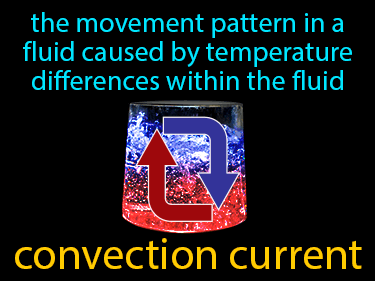 the movement pattern in a
fluid caused by temperature
differences within the fluid
convection current